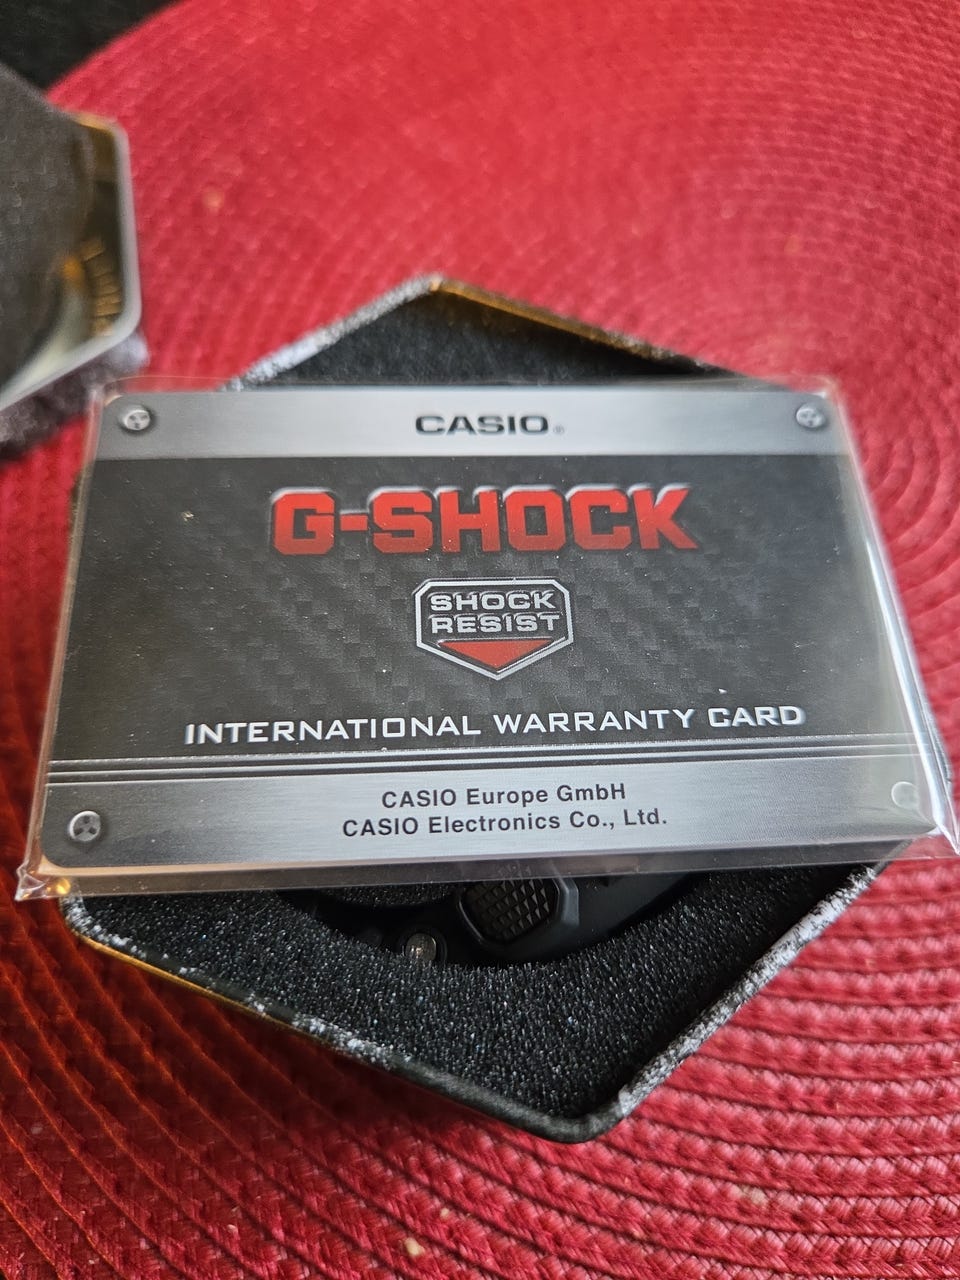 CASIO®
G-SHOCK
SHOCK
RESIST
INTERNATIONAL WARRANTY CARD
CASIO Europe GmbH
CASIO Electronics Co., Ltd.